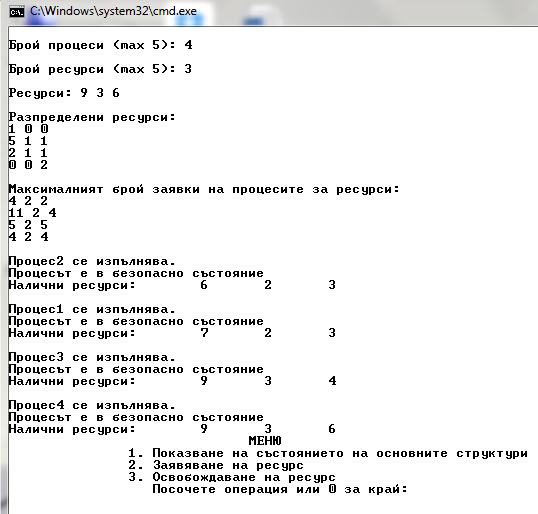 C:\Windows\system32\cmd.exe
Брой процеси (max 5): 4
Брой ресурси (max 5): 3
Ресурси: 9 3 6
Разпределени ресурси:
1 0 0
5 1 1
2 1 1
0 0 2
Максималният брой заявки на процесите за ресурси:
4 2 2
11 2 4
5 2 5
4 2 4
Процес2 се изпълнява.
Процесът е в безопасно състояние
Налични ресурси: 6 2 3
Процес1 се изпълнява.
Процесът е в безопасно състояние
Налични ресурси: 7 2 3
Процес3 се изпълнява.
Процесът е в безопасно състояние
Налични ресурси: 9 3 4
Процес4 се изпълнява.
Процесът е в безопасно състояние
Налични ресурси: 9 3 6
МЕНЮ
1. Показване на състоянието на основните структури
2. Заявяване на ресурс
3. Освобождаване на ресурс
Посочете операция или 0 за край: